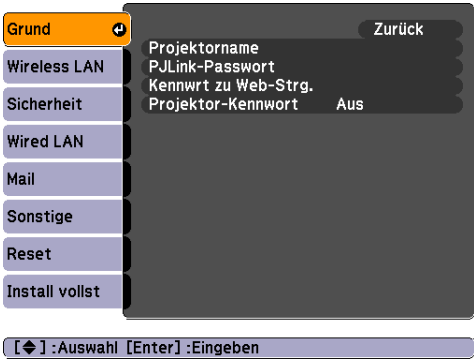 Grund
Zurück
Projektorname
PJLink-Passwort
Kennwrt zu Web-Strg.
Projektor-Kennwort Aus
Wireless LAN
Sicherheit
Wired LAN
Mail
Sonstige
Reset
Install vollst
[ ] :Auswahl [Enter] :Eingeben